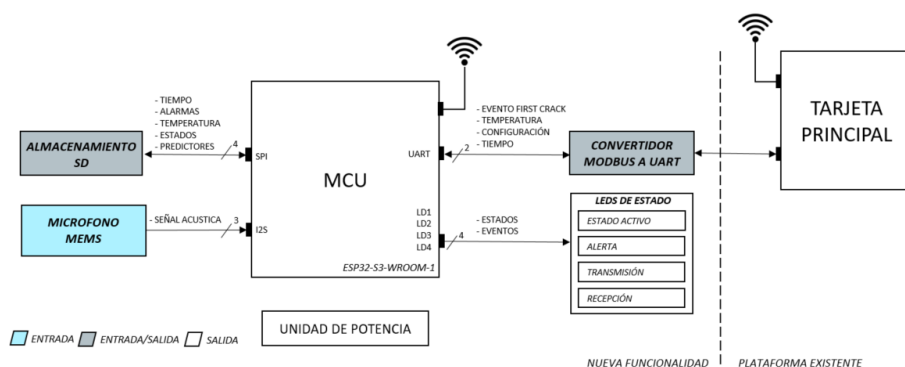 - TIEMPO
- ALARMAS
- TEMPERATURA
- ESTADOS
- PREDICTORES
4
ALMACENAMIENTO
SD
SPI
MICROFONO
MEMS
- SEÑAL ACUSTICA
3
I2S
MCU
UART
LD1
LD2
LD3
LD4
ESP32-S3-WROOM-1
- EVENTO FIRST CRACK
- TEMPERATURA
- CONFIGURACIÓN
- TIEMPO
2
CONVERTIDOR
MODBUS A UART
- ESTADOS
- EVENTOS
4
LEDS DE ESTADO
ESTADO ACTIVO
ALERTA
TRANSMISIÓN
RECEPCIÓN
TARJETA
PRINCIPAL
UNIDAD DE POTENCIA
ENTRADA
ENTRADA/SALIDA
SALIDA
NUEVA FUNCIONALIDAD
PLATAFORMA EXISTENTE